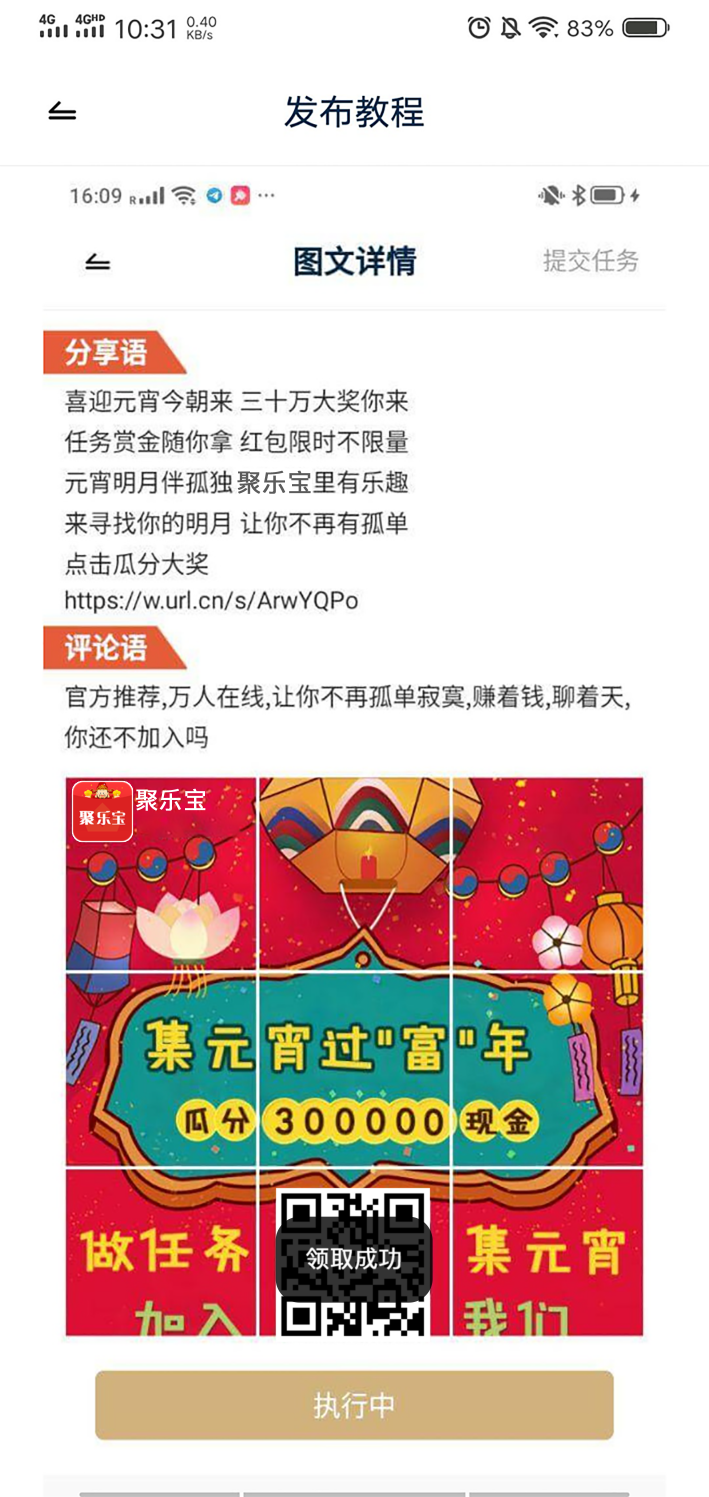 4G 4GHD 10:31 0.40 KB/s 83%
发布教程
16:09 R ···
图文详情 提交任务
分享语
喜迎元宵今朝来 三十万大奖你来
任务赏金随你拿 红包限时不限量
元宵明月伴孤独聚乐宝里有乐趣
来寻找你的明月 让你不再有孤单
点击瓜分大奖
https://w.url.cn/s/ArwYQPo
评论语
官方推荐,万人在线,让你不再孤单寂寞,赚着钱,聊着天,
你还不加入吗
聚乐宝 聚乐宝
集元宵过"富"年
瓜分300000现金
做任务 领取成功 集元宵
加入 我们
执行中